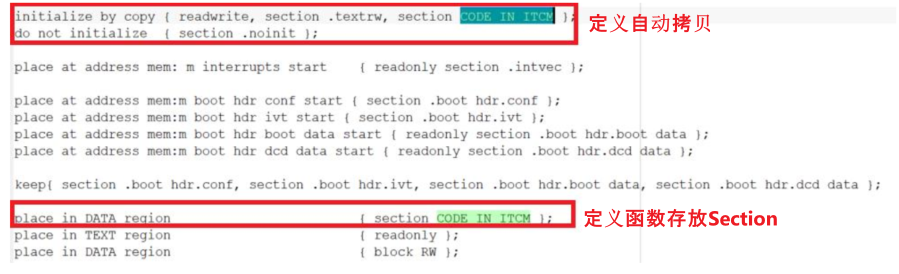 initialize by copy { readwrite, section .textrw, section CODE IN ITCM };
定义自动拷贝
do not initialize { section .noinit };
place at address mem: m interrupts start { readonly section .intvec };
place at address mem:m boot hdr conf start { section .boot hdr.conf };
place at address mem:m boot hdr ivt start { section .boot hdr.ivt };
place at address mem:m boot hdr boot data start { readonly section .boot hdr.boot data };
place at address mem:m boot hdr dcd data start { readonly section .boot hdr.dcd data };
keep{ section .boot hdr.conf, section .boot hdr.ivt, section .boot hdr.boot data, section .boot hdr.dcd data };
place in DATA region { section CODE IN ITCM };
定义函数存放Section
place in TEXT region { readonly };
place in DATA region { block RW };